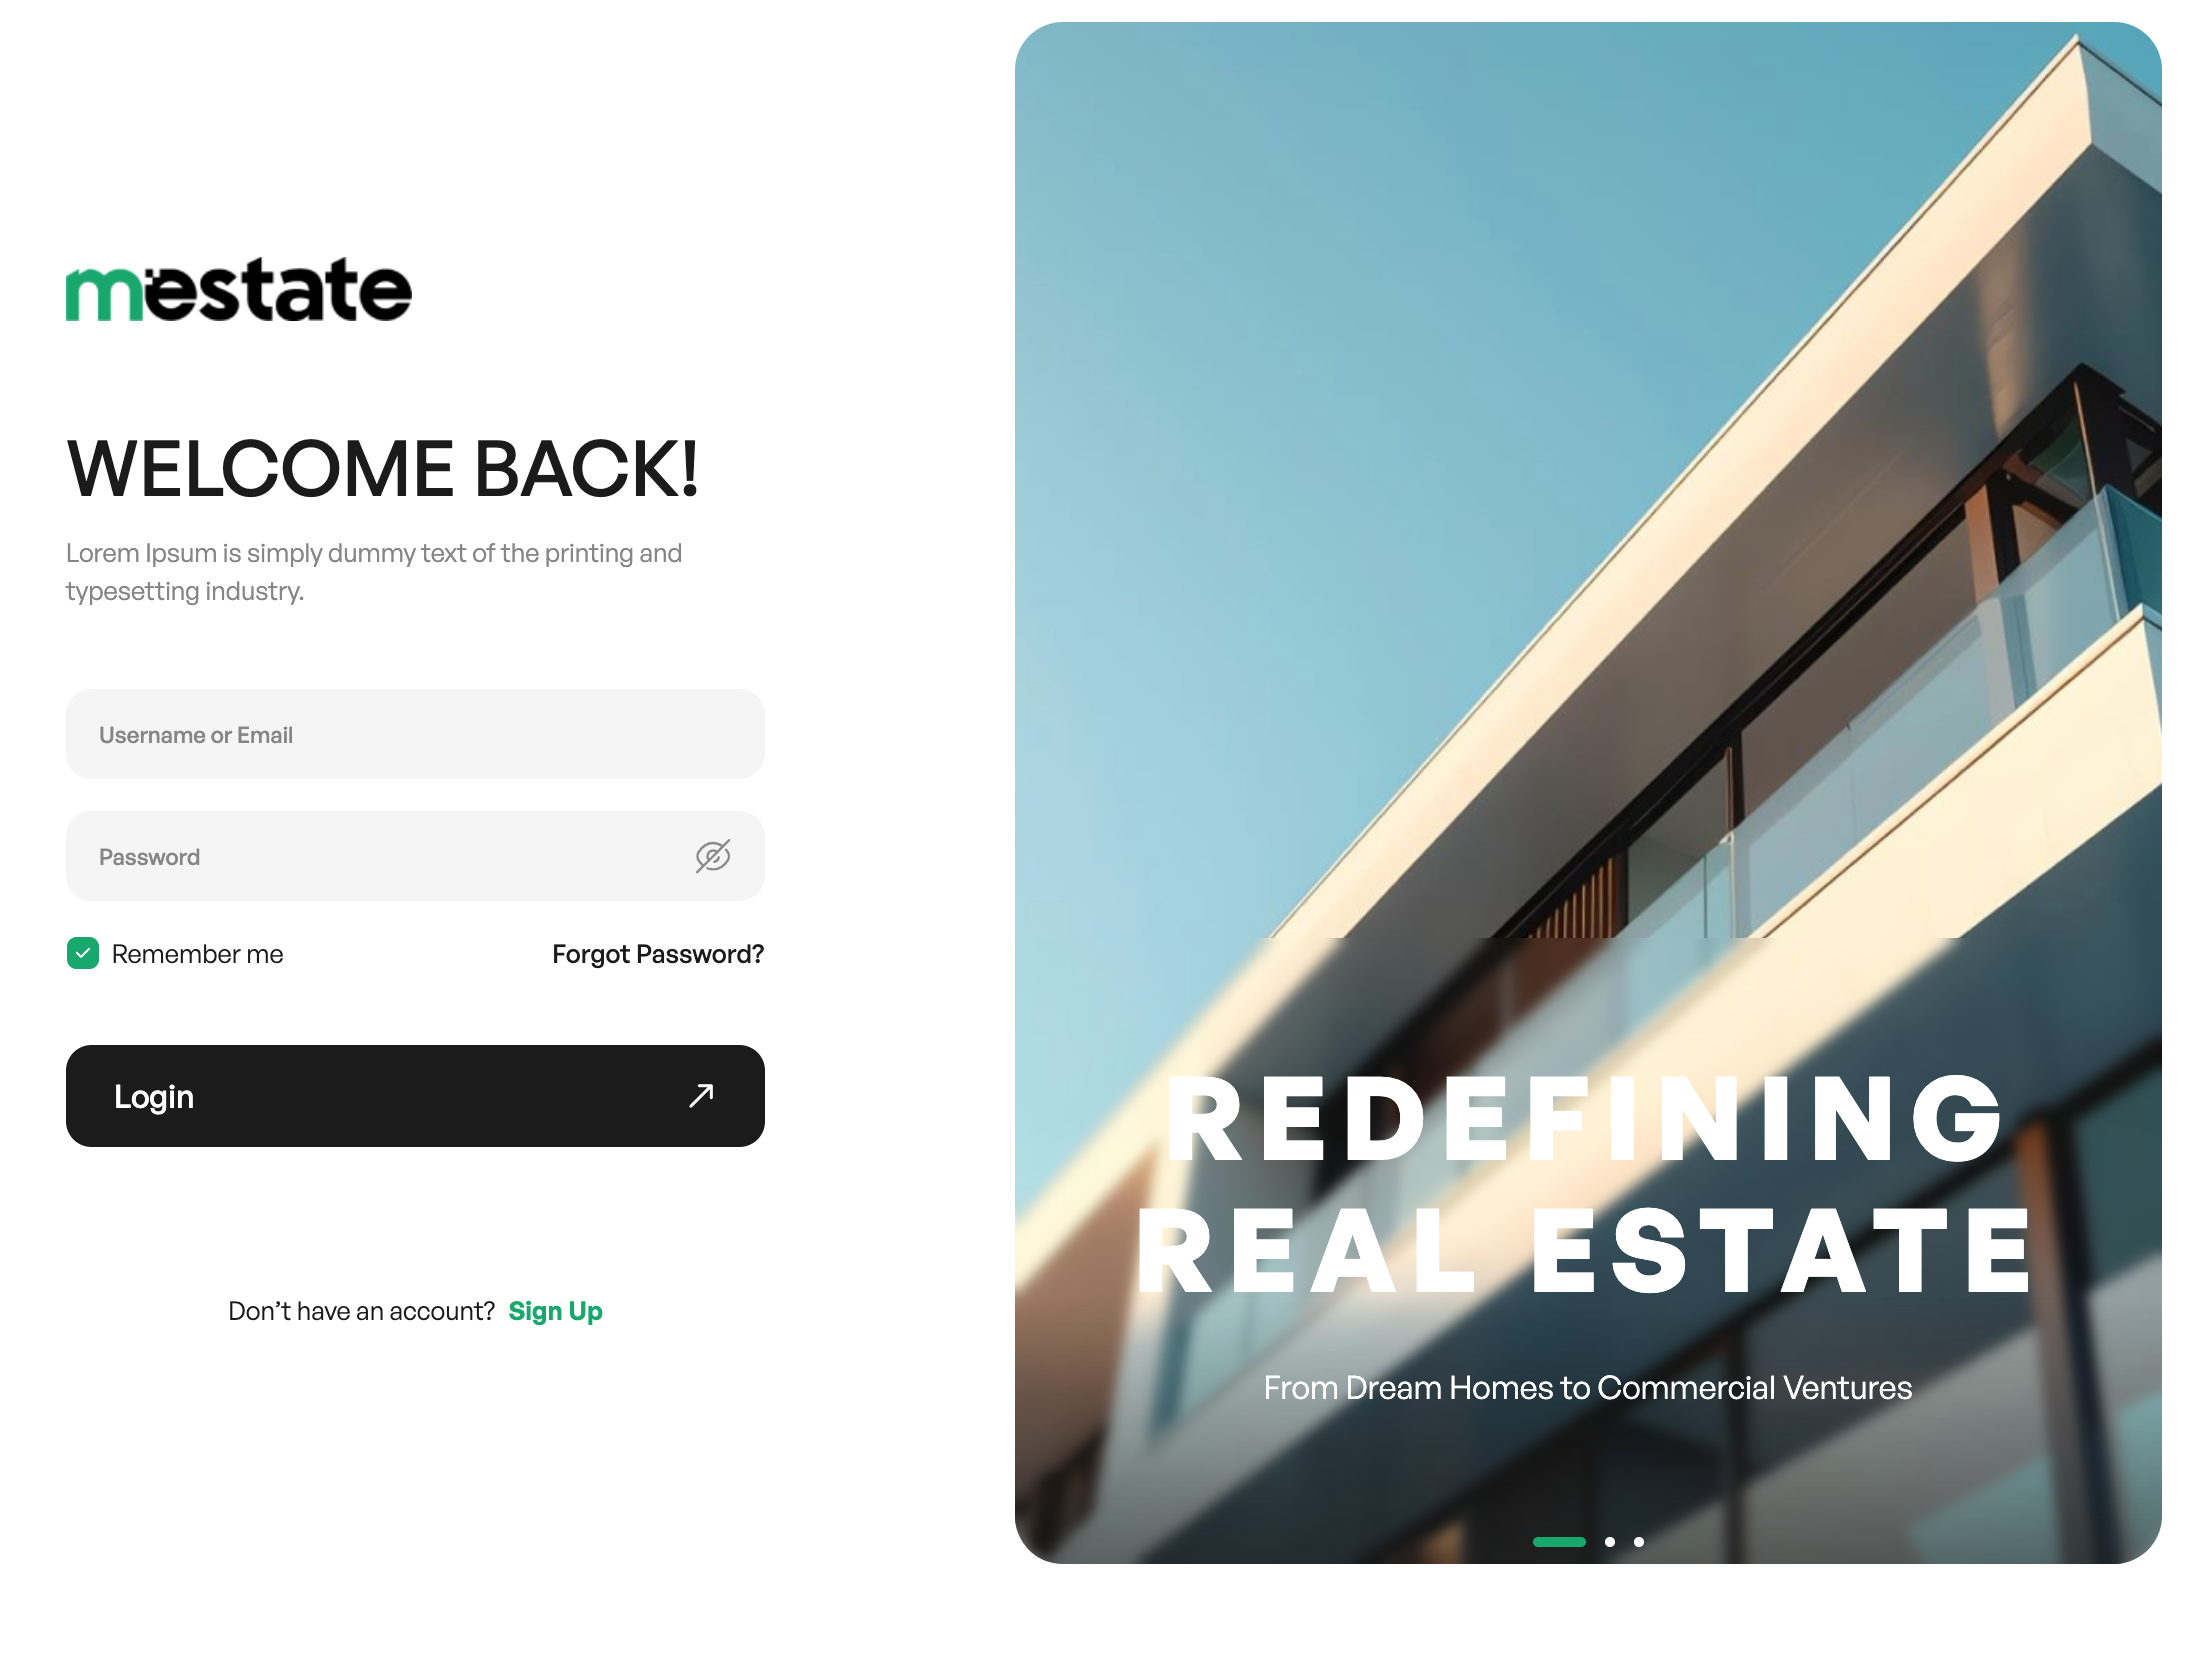 mestate
WELCOME BACK!
Lorem Ipsum is simply dummy text of the printing and
typesetting industry.
Username or Email
Password
Remember me
Forgot Password?
Login
Don’t have an account? Sign Up
REDEFINING
REAL ESTATE
From Dream Homes to Commercial Ventures